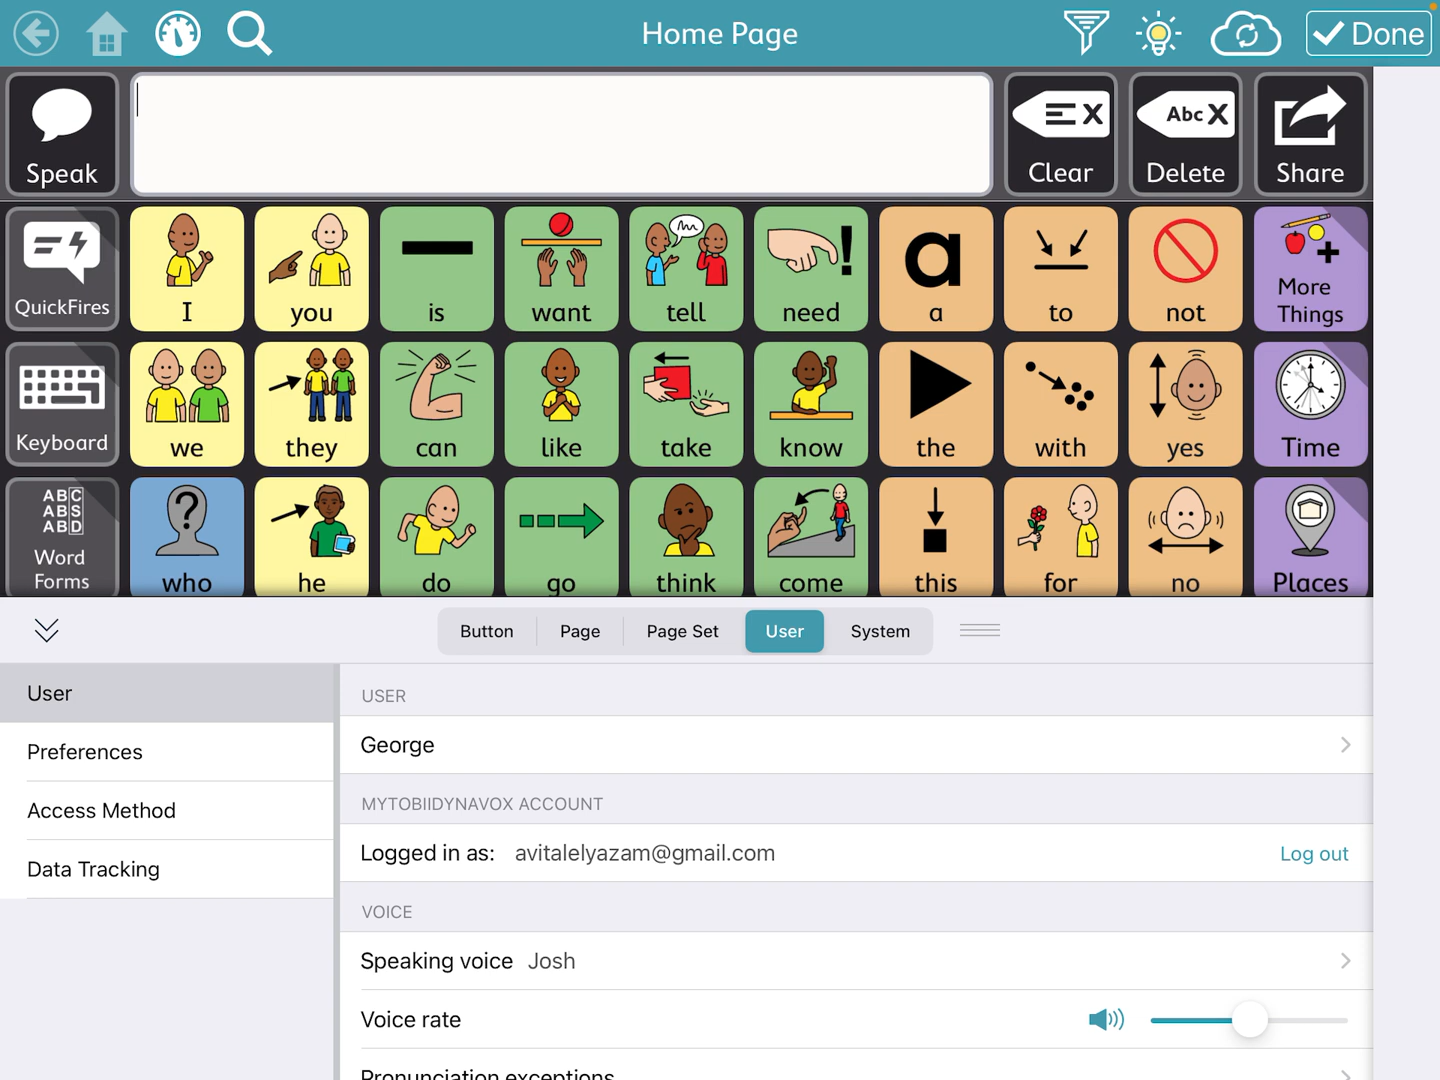 Home Page
Done
Speak
Clear
Abc X
Delete
Share
QuickFires
I
you
is
want
tell
need
a
a
to
not
More
Things
Keyboard
we
they
can
like
take
know
the
with
yes
Time
ABC
ABS
ABD
Word
Forms
who
he
do
go
think
come
this
for
no
Places
Button
Page
Page Set
User
System
User
Preferences
Access Method
Data Tracking
USER
George
MYTOBIIDYNAVOX ACCOUNT
Logged in as: avitalelyazam@gmail.com
Log out
VOICE
Speaking voice Josh
Voice rate
Pronunciation exceptions